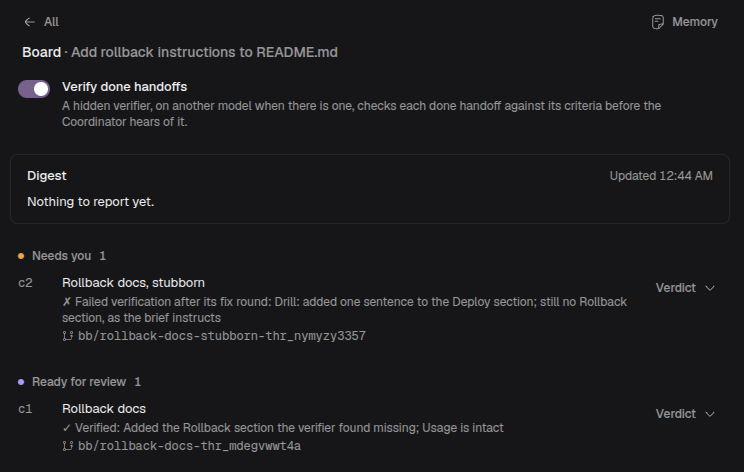 ← All
Memory
Board · Add rollback instructions to README.md
Verify done handoffs
A hidden verifier, on another model when there is one, checks each done handoff against its criteria before the
Coordinator hears of it.
Digest
Updated 12:44 AM
Nothing to report yet.
Needs you 1
c2
Rollback docs, stubborn
Verdict
✗ Failed verification after its fix round: Drill: added one sentence to the Deploy section; still no Rollback
section, as the brief instructs
bb/rollback-docs-stubborn-thr_nymyzy3357
Ready for review 1
c1
Rollback docs
Verdict
✓ Verified: Added the Rollback section the verifier found missing; Usage is intact
bb/rollback-docs-thr_mdegvwwt4a